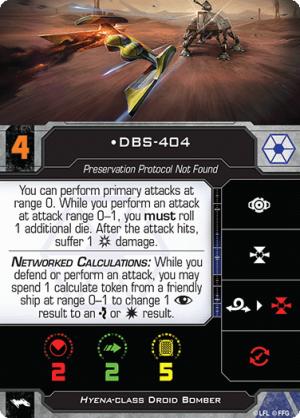 •DBS-404
4
Preservation Protocol Not Found
You can perform primary attacks at
range 0. While you perform an attack
at attack range 0–1, you must roll
1 additional die. After the attack hits,
suffer 1 damage.
Networked Calculations: While you
defend or perform an attack, you may
spend 1 calculate token from a friendly
ship at range 0–1 to change 1
result to an or result.
2 2 5
Hyena-class Droid Bomber
©LFL ©FFG